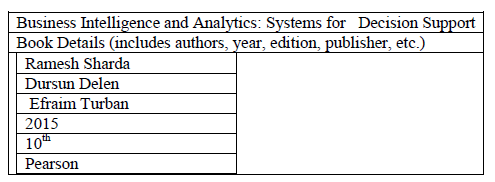 Business Intelligence and Analytics: Systems for Decision Support
Book Details (includes authors, year, edition, publisher, etc.)
Ramesh Sharda
Dursun Delen
Efraim Turban
2015
10th
Pearson